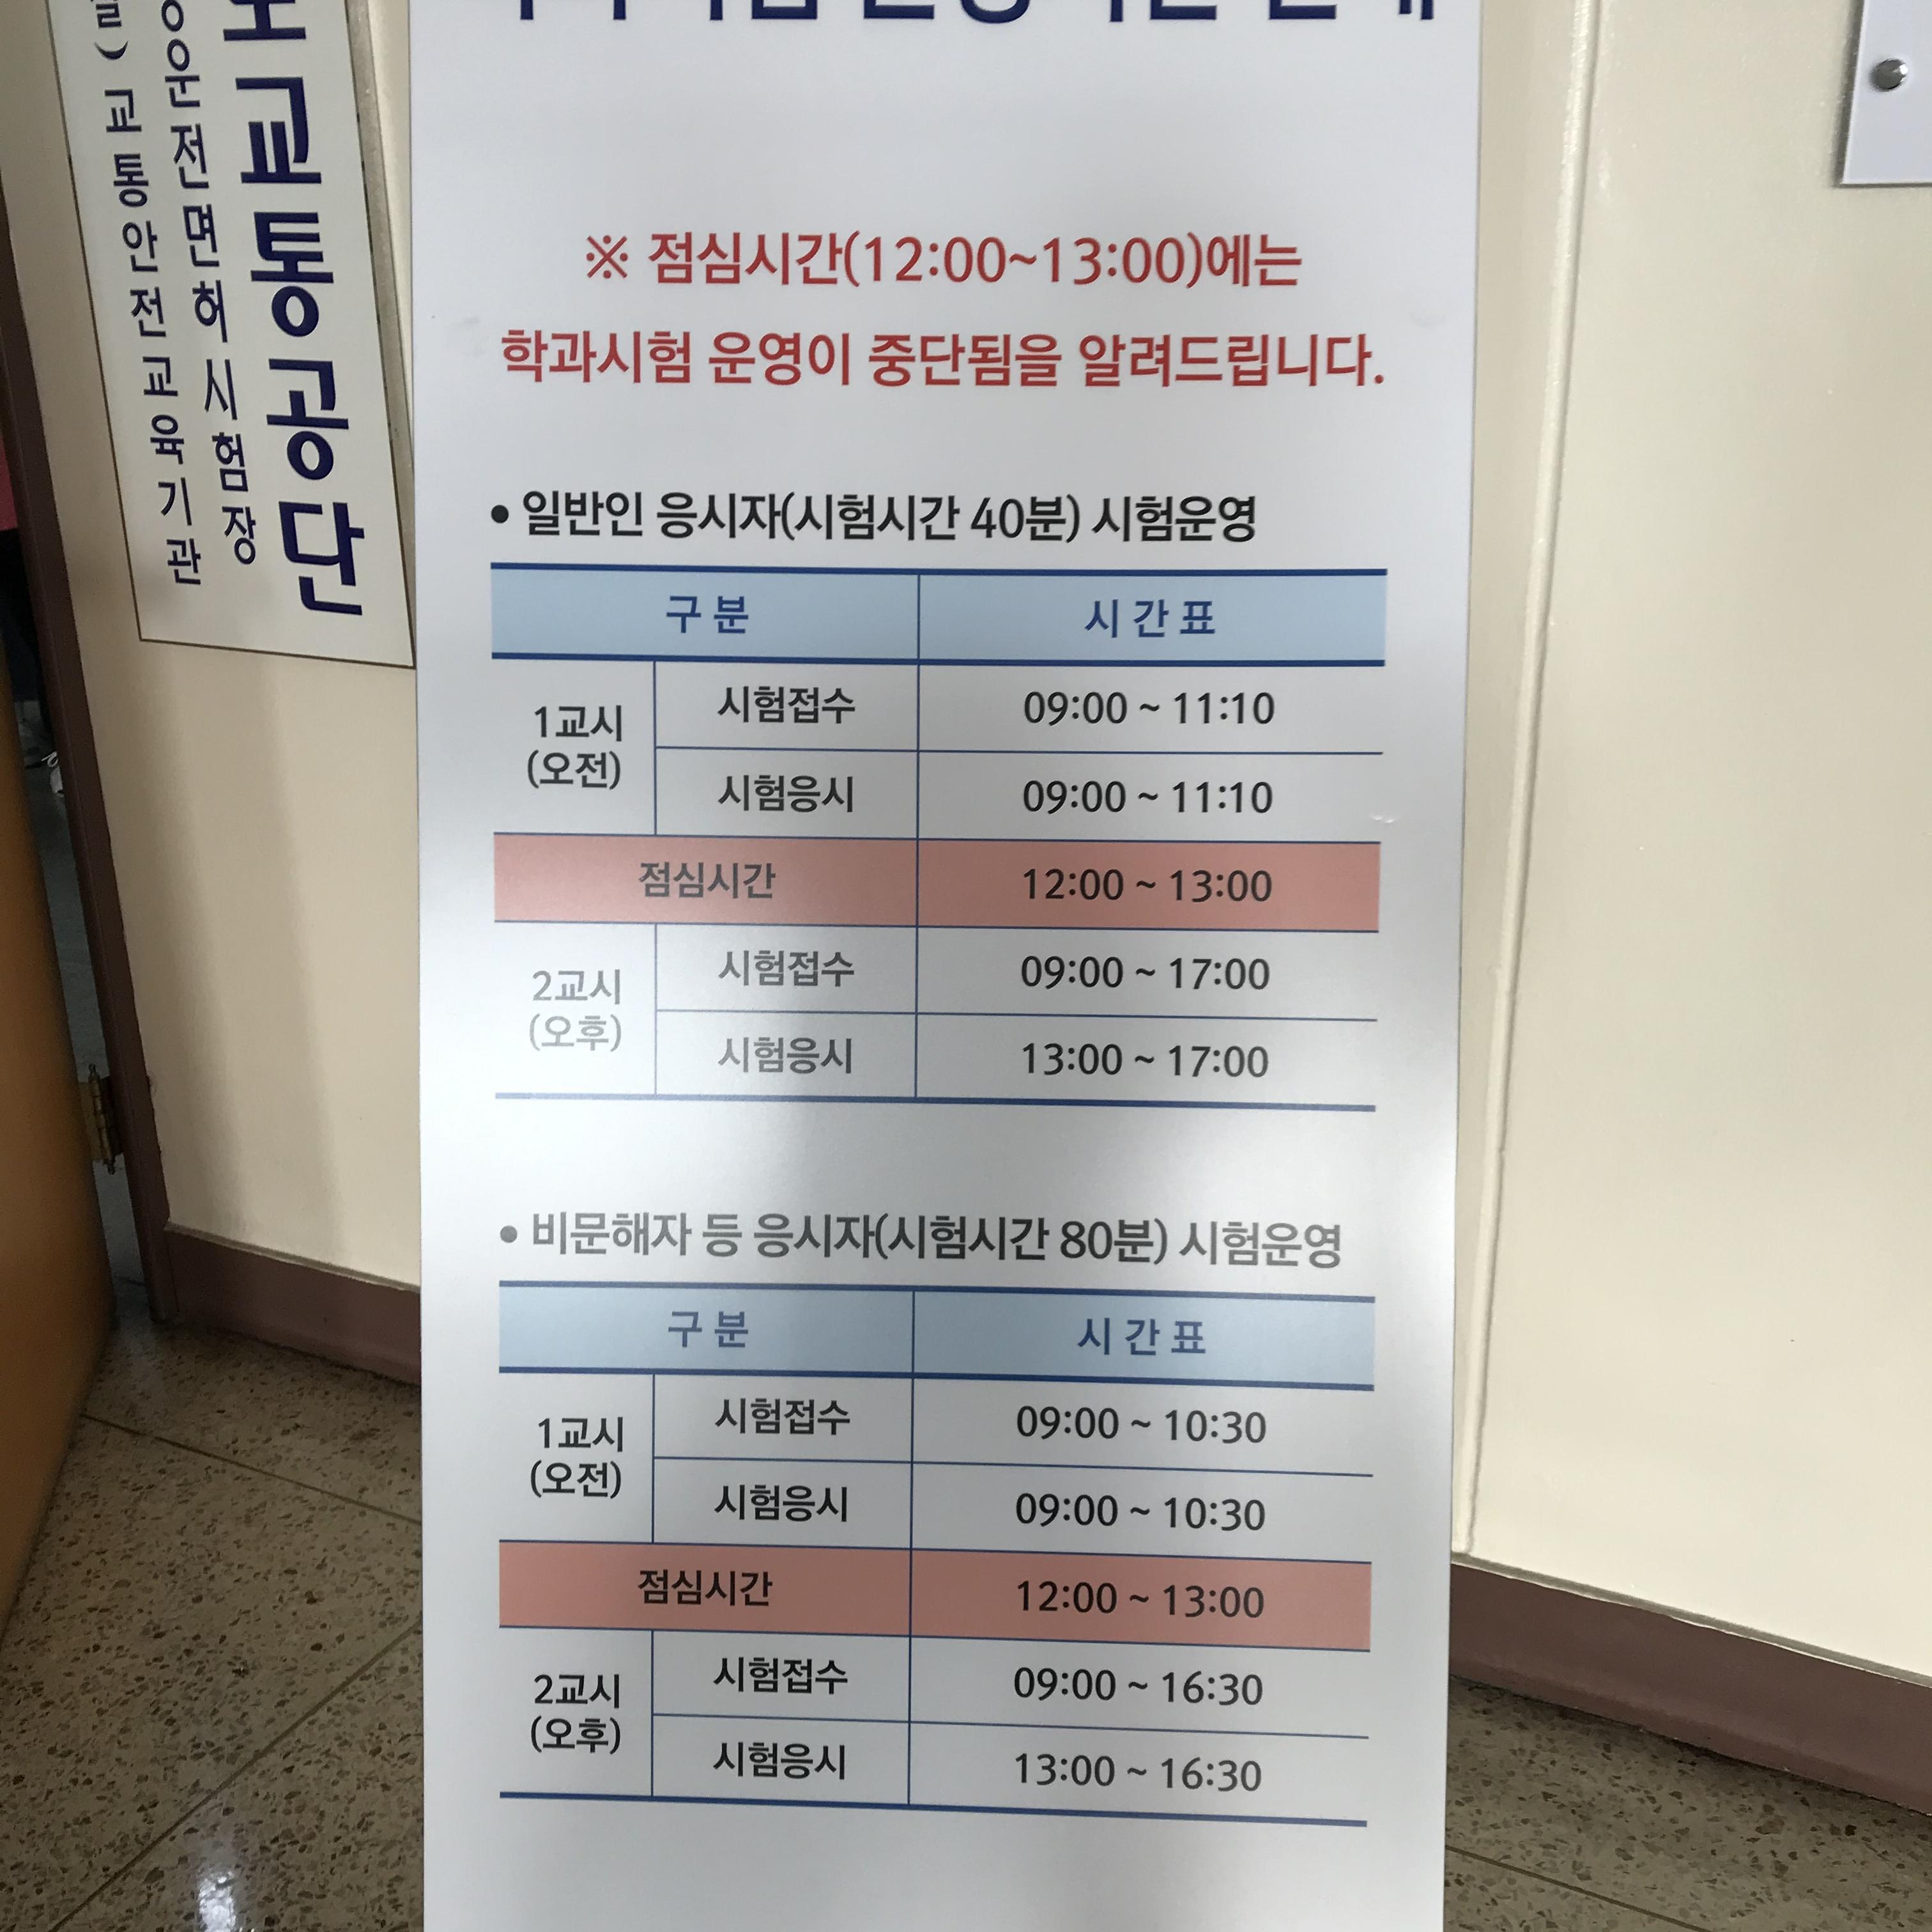 교통공단
운전면허시험장
교통안전교육기관
※ 점심시간(12:00~13:00)에는
학과시험 운영이 중단됨을 알려드립니다.
• 일반인 응시자(시험시간 40분) 시험운영
구 분 시 간 표
1교시
(오전)
시험접수 09:00 ~ 11:10
시험응시 09:00 ~ 11:10
점심시간 12:00 ~ 13:00
2교시
(오후)
시험접수 09:00 ~ 17:00
시험응시 13:00 ~ 17:00
• 비문해자 등 응시자(시험시간 80분) 시험운영
구 분 시 간 표
1교시
(오전)
시험접수 09:00 ~ 10:30
시험응시 09:00 ~ 10:30
점심시간 12:00 ~ 13:00
2교시
(오후)
시험접수 09:00 ~ 16:30
시험응시 13:00 ~ 16:30